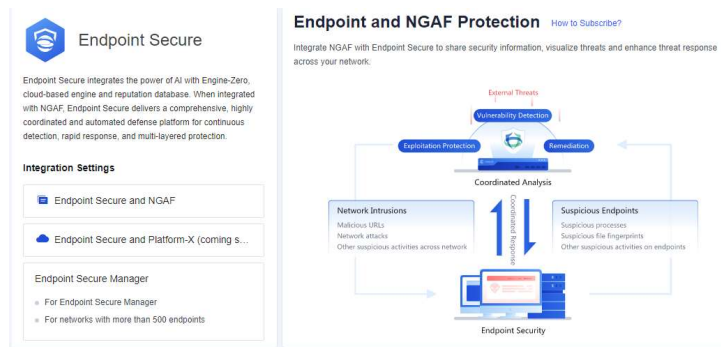 Endpoint Secure
Endpoint Secure integrates the power of AI with Engine-Zero,
cloud-based engine and reputation database. When integrated
with NGAF, Endpoint Secure delivers a comprehensive, highly
coordinated and automated defense platform for continuous
detection, rapid response, and multi-layered protection.
Integration Settings
Endpoint Secure and NGAF
Endpoint Secure and Platform-X (coming s...
Endpoint Secure Manager
For Endpoint Secure Manager
For networks with more than 500 endpoints
Endpoint and NGAF Protection How to Subscribe?
Integrate NGAF with Endpoint Secure to share security information, visualize threats and enhance threat response
across your network.
External Threats
Vulnerability Detection
Exploitation Protection
Remediation
Coordinated Analysis
Network Intrusions
Malicious URLs
Network attacks
Other suspicious activities across network
Coordinated Response
Suspicious Endpoints
Suspicious processes
Suspicious file fingerprints
Other suspicious activities on endpoints
Endpoint Security